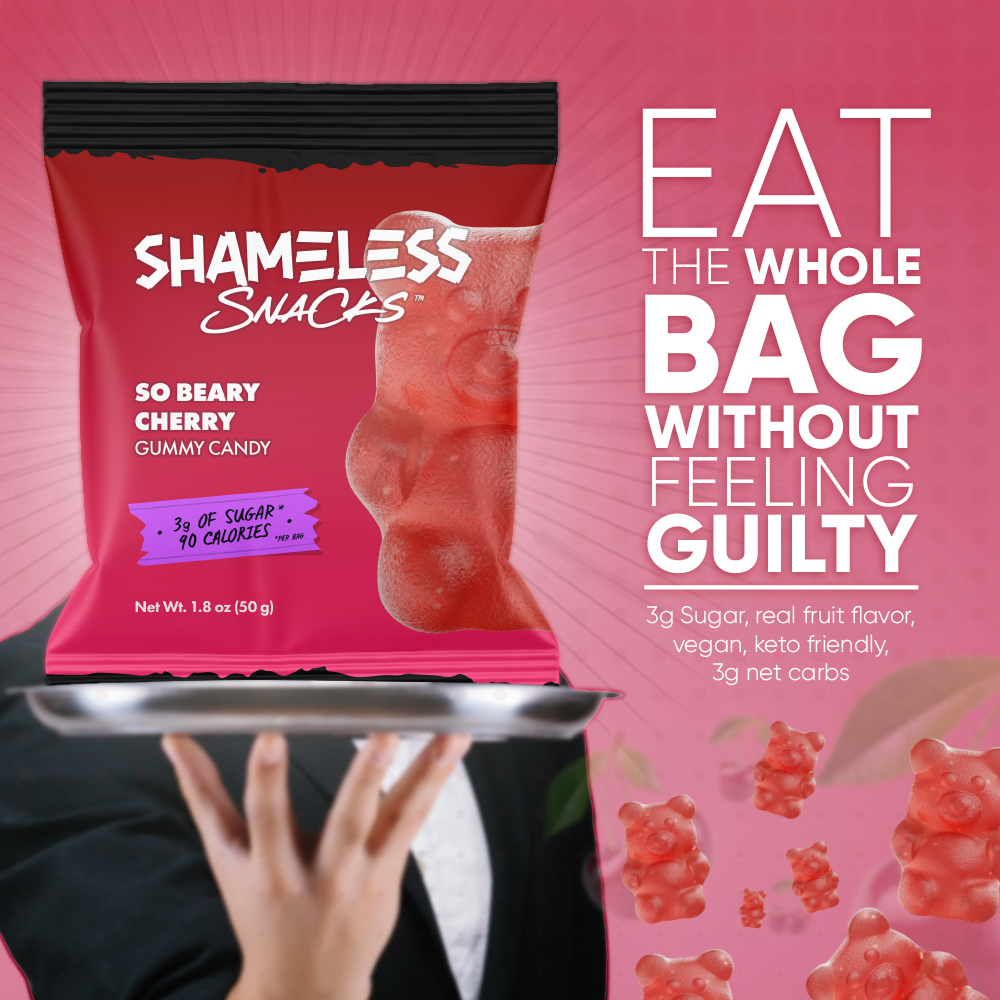 SHAMELESS
SNACKS™
SO BEARY
CHERRY
GUMMY CANDY
3g OF SUGAR*
90 CALORIES *PER BAG
Net Wt. 1.8 oz (50 g)
EAT
THE WHOLE
BAG
WITHOUT
FEELING
GUILTY
3g Sugar, real fruit flavor,
vegan, keto friendly,
3g net carbs